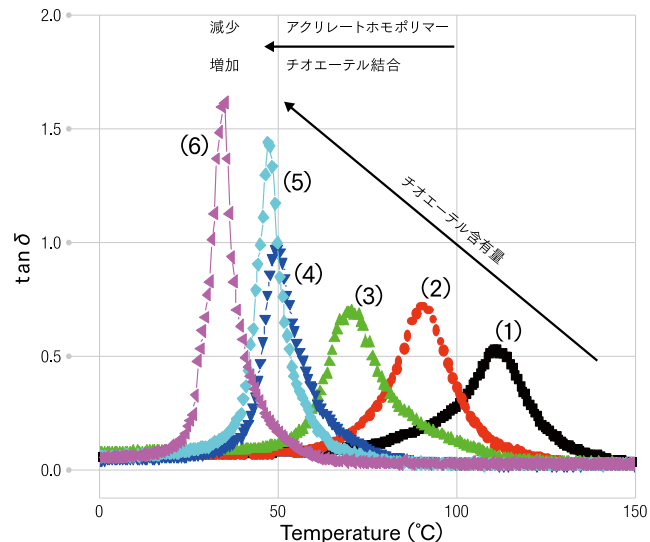 減少 アクリレートホモポリマー
増加 チオエーテル結合
チオエーテル含有量
(6)
(5)
(4)
(3)
(2)
(1)
tan δ
2.0
1.5
1.0
0.5
0.0
0 50 100 150
Temperature (℃)